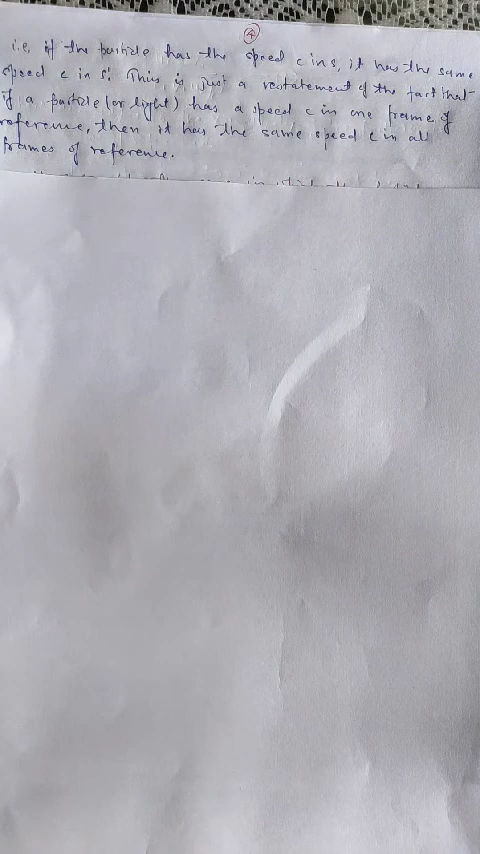 4
i.e, if the particle has the speed c in s, it has the same
speed c in s'. This is just a restatement of the fact that
if a particle (or light) has a speed c in one frame of
reference, then it has the same speed c in all
frames of reference.